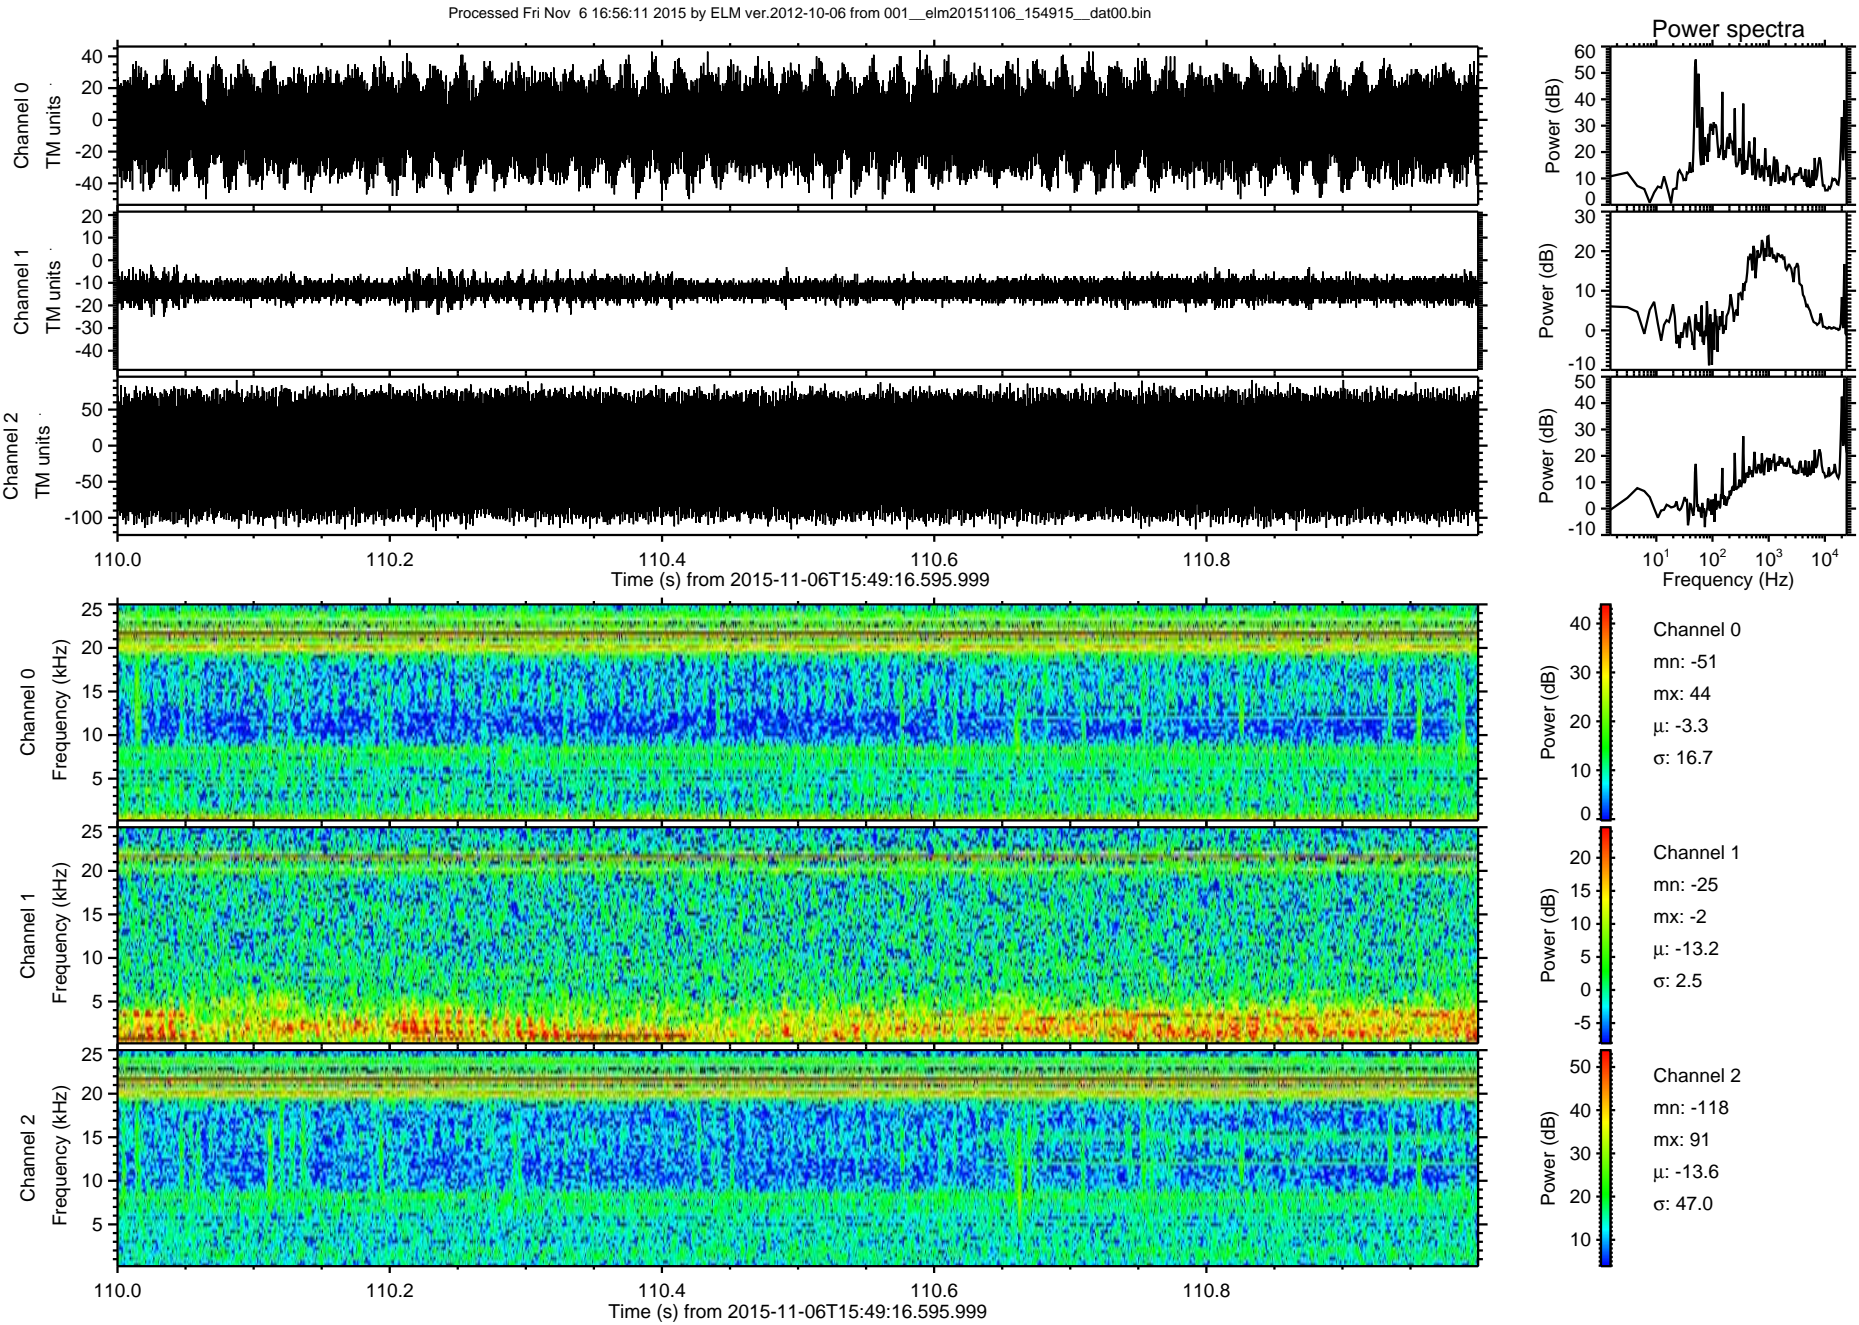 Processed Fri Nov  6 16:56:11 2015 by ELM ver.2012-10-06 from 001__elm20151106_154915__dat00.bin
Power spectra
Channel 0
TM units
40
20
0
-20
-40
Power (dB)
60
50
40
30
20
10
0
Channel 1
TM units
20
10
0
-10
-20
-30
-40
Power (dB)
30
20
10
0
-10
Channel 2
TM units
50
0
-50
-100
Power (dB)
50
40
30
20
10
0
-10
110.0 110.2 110.4 110.6 110.8
Time (s) from 2015-11-06T15:49:16.595.999
10^1 10^2 10^3 10^4
Frequency (Hz)
Channel 0
Frequency (kHz)
25
20
15
10
5
Power (dB)
40
30
20
10
0
Channel 0
mn: -51
mx: 44
μ: -3.3
σ: 16.7
Channel 1
Frequency (kHz)
25
20
15
10
5
Power (dB)
20
15
10
5
0
-5
Channel 1
mn: -25
mx: -2
μ: -13.2
σ: 2.5
Channel 2
Frequency (kHz)
25
20
15
10
5
Power (dB)
50
40
30
20
10
Channel 2
mn: -118
mx: 91
μ: -13.6
σ: 47.0
110.0 110.2 110.4 110.6 110.8
Time (s) from 2015-11-06T15:49:16.595.999